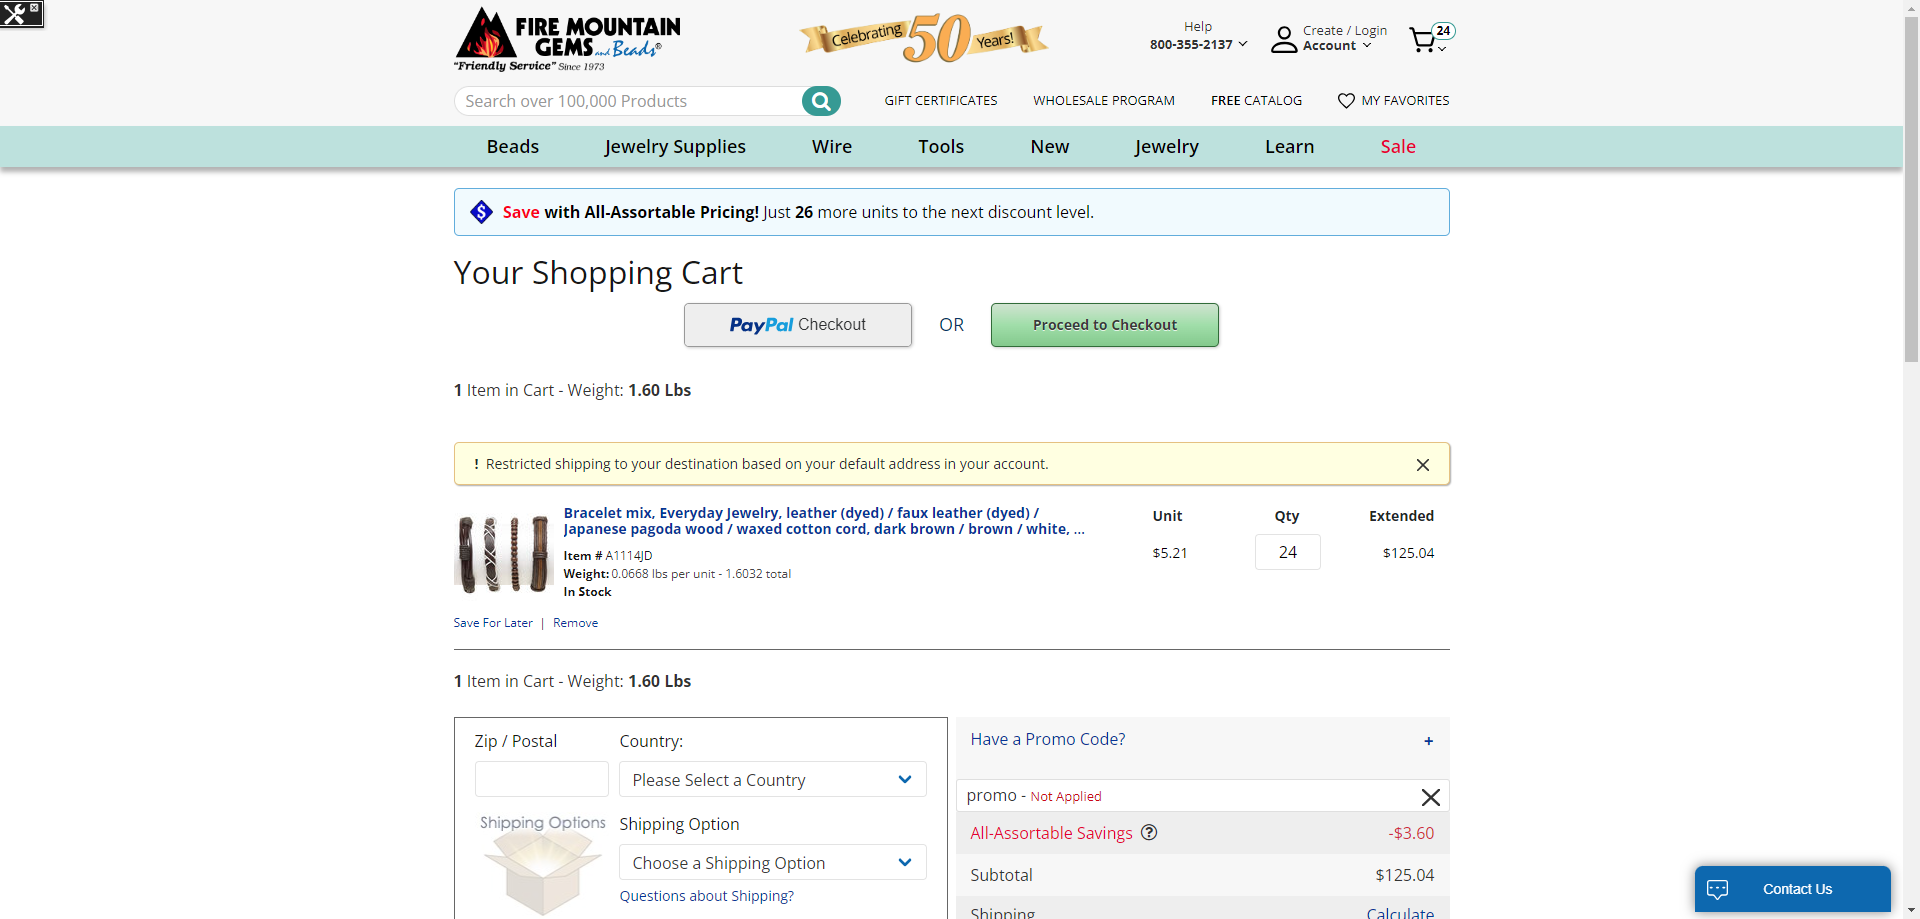 FIRE MOUNTAIN
GEMS and Beads®
"Friendly Service" Since 1973
Celebrating 50 Years!
Help
800-355-2137
Create / Login
Account
24
Search over 100,000 Products
GIFT CERTIFICATES
WHOLESALE PROGRAM
FREE CATALOG
MY FAVORITES
Beads
Jewelry Supplies
Wire
Tools
New
Jewelry
Learn
Sale
$ Save with All-Assortable Pricing! Just 26 more units to the next discount level.
Your Shopping Cart
PayPal Checkout
OR
Proceed to Checkout
1 Item in Cart - Weight: 1.60 Lbs
! Restricted shipping to your destination based on your default address in your account.
Bracelet mix, Everyday Jewelry, leather (dyed) / faux leather (dyed) /
Japanese pagoda wood / waxed cotton cord, dark brown / brown / white, ...
Item # A1114JD
Weight: 0.0668 lbs per unit - 1.6032 total
In Stock
Unit
Qty
Extended
$5.21
24
$125.04
Save For Later | Remove
1 Item in Cart - Weight: 1.60 Lbs
Zip / Postal
Country:
Please Select a Country
Shipping Options
Shipping Option
Choose a Shipping Option
Questions about Shipping?
Have a Promo Code?
+
promo - Not Applied
All-Assortable Savings ?
-$3.60
Subtotal
$125.04
Shipping
Calculate
Contact Us